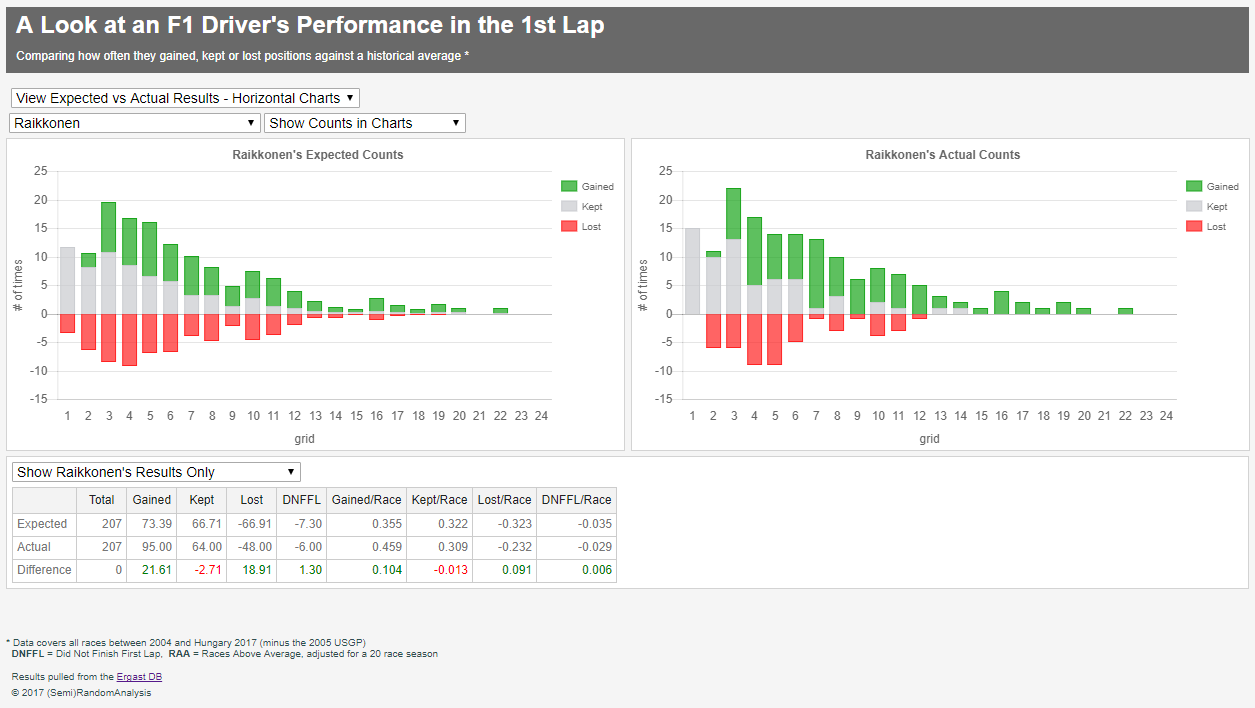 A Look at an F1 Driver's Performance in the 1st Lap
Comparing how often they gained, kept or lost positions against a historical average *
View Expected vs Actual Results - Horizontal Charts ▼
Raikkonen ▼ Show Counts in Charts ▼
Raikkonen's Expected Counts
25
20
15
10
5
0
-5
-10
-15
# of times
1 2 3 4 5 6 7 8 9 10 11 12 13 14 15 16 17 18 19 20 21 22 23 24
grid
Gained
Kept
Lost
Raikkonen's Actual Counts
25
20
15
10
5
0
-5
-10
-15
# of times
1 2 3 4 5 6 7 8 9 10 11 12 13 14 15 16 17 18 19 20 21 22 23 24
grid
Gained
Kept
Lost
Show Raikkonen's Results Only ▼
Total Gained Kept Lost DNFFL Gained/Race Kept/Race Lost/Race DNFFL/Race
Expected 207 73.39 66.71 -66.91 -7.30 0.355 0.322 -0.323 -0.035
Actual 207 95.00 64.00 -48.00 -6.00 0.459 0.309 -0.232 -0.029
Difference 0 21.61 -2.71 18.91 1.30 0.104 -0.013 0.091 0.006
* Data covers all races between 2004 and Hungary 2017 (minus the 2005 USGP)
DNFFL = Did Not Finish First Lap, RAA = Races Above Average, adjusted for a 20 race season
Results pulled from the Ergast DB
© 2017 (Semi)RandomAnalysis